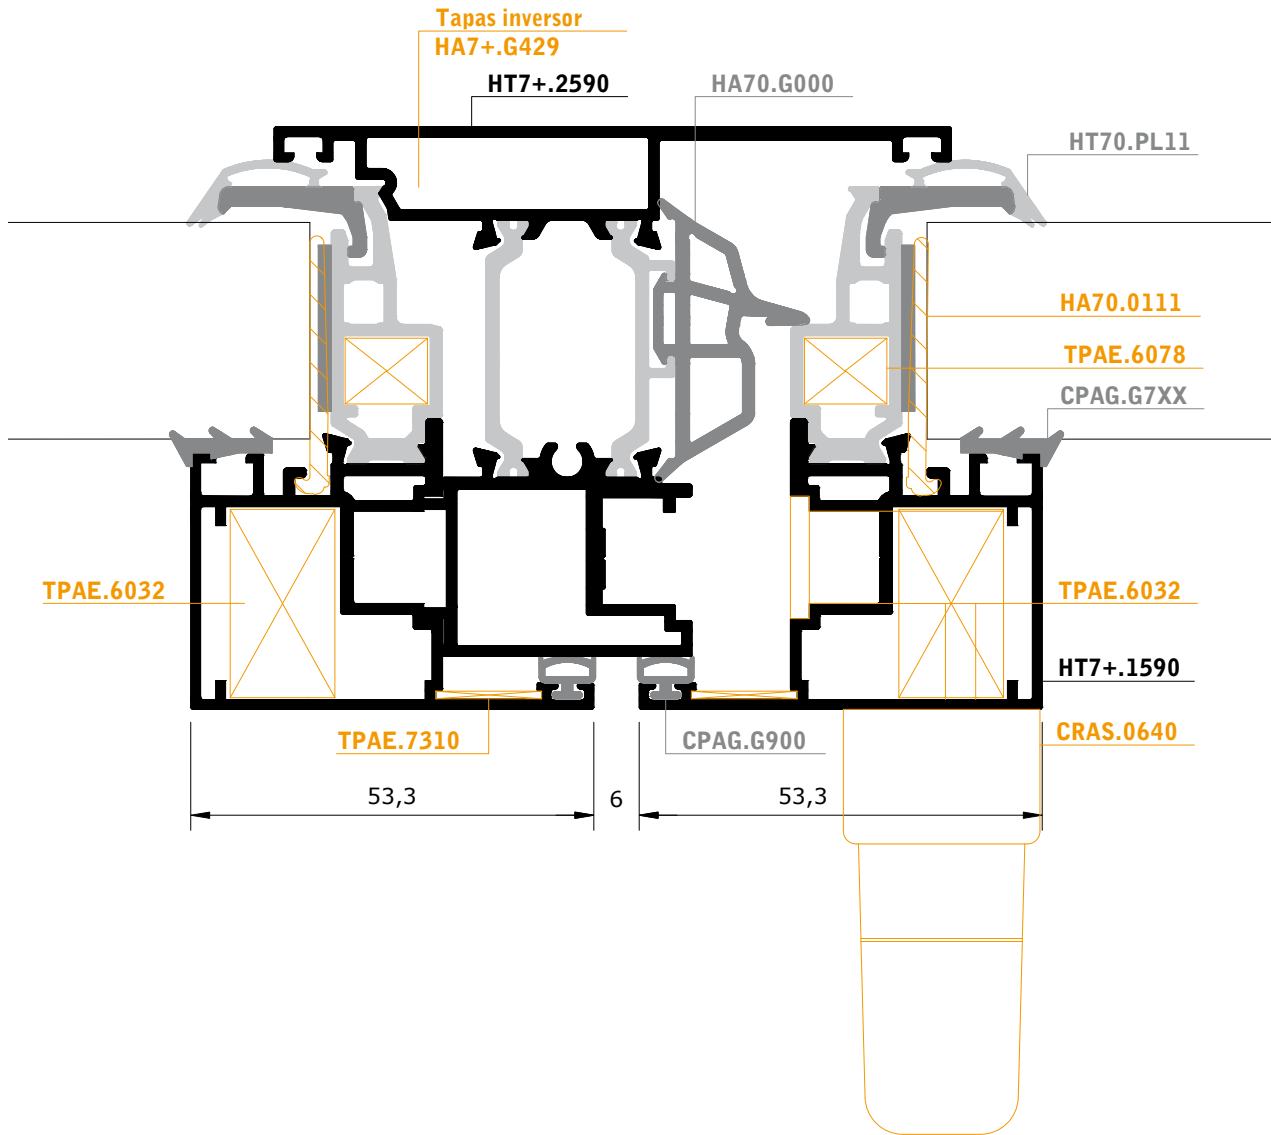 Tapas inversor
HA7+.G429
HT7+.2590
HA70.G000
HT70.PL11
HA70.0111
TPAE.6078
CPAG.G7XX
TPAE.6032
TPAE.6032
HT7+.1590
TPAE.7310
CPAG.G900
CRAS.0640
53,3
6
53,3